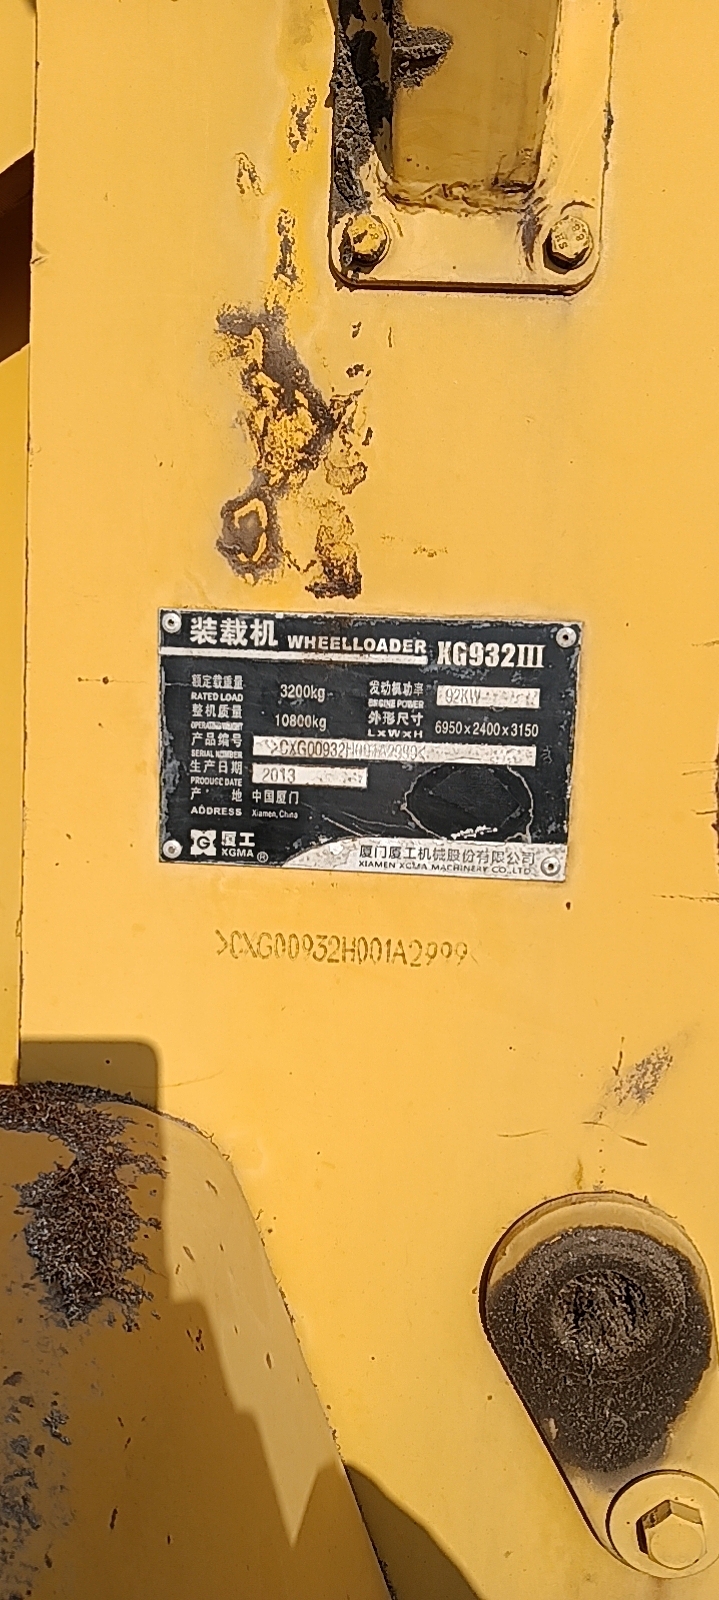 装载机 WHEELLOADER XG932III
额定载重量 3200kg 发动机功率 92KW
RATED LOAD ENGINE POWER
整机质量 10800kg 外形尺寸 6950×2400×3150
OPERATING WEIGHT L×W×H
产品编号 >CXG00932H001A2999<
SERIAL NUMBER
生产日期 2013
PRODUCE DATE
产 地 中国厦门
ADDRESS Xiamen, China
厦工 XGMA ®
厦门厦工机械股份有限公司
XIAMEN XGMA MACHINERY CO.,LTD
>CXG00932H001A2999<